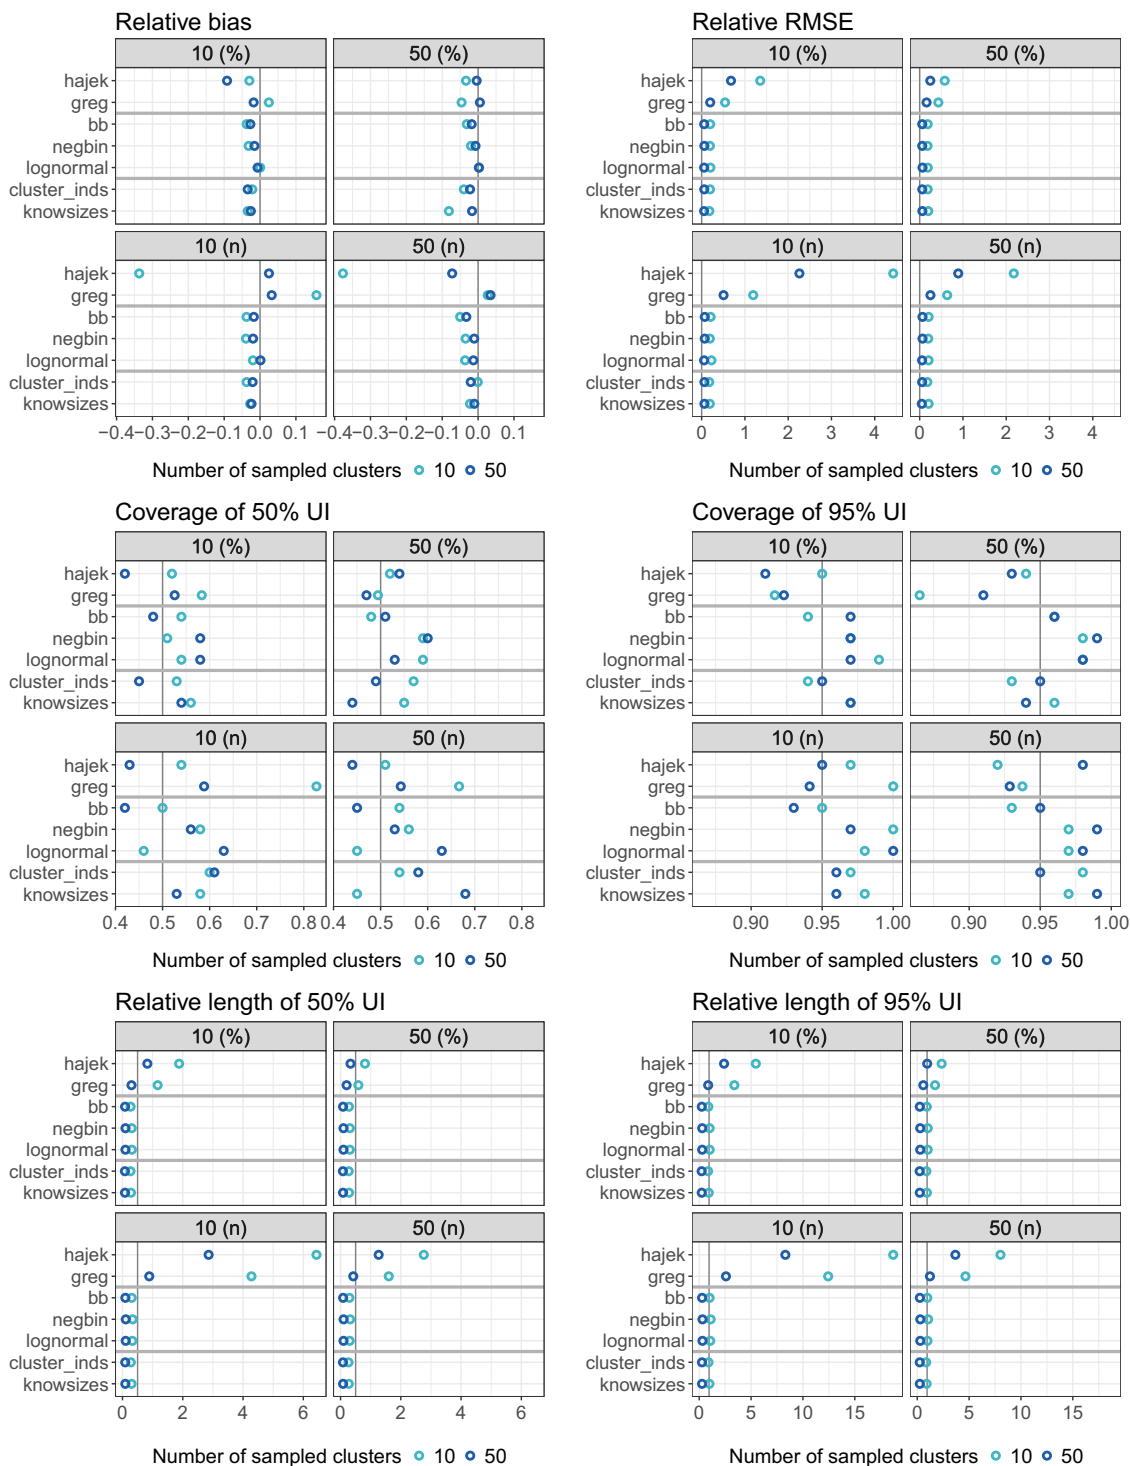 Relative bias
10 (%) 50 (%)
hajek
greg
bb
negbin
lognormal
cluster_inds
knowsizes
10 (n) 50 (n)
hajek
greg
bb
negbin
lognormal
cluster_inds
knowsizes
−0.4−0.3−0.2−0.1 0.0 0.1 −0.4−0.3−0.2−0.1 0.0 0.1
Number of sampled clusters 10 50
Relative RMSE
10 (%) 50 (%)
hajek
greg
bb
negbin
lognormal
cluster_inds
knowsizes
10 (n) 50 (n)
hajek
greg
bb
negbin
lognormal
cluster_inds
knowsizes
0 1 2 3 4 0 1 2 3 4
Number of sampled clusters 10 50
Coverage of 50% UI
10 (%) 50 (%)
hajek
greg
bb
negbin
lognormal
cluster_inds
knowsizes
10 (n) 50 (n)
hajek
greg
bb
negbin
lognormal
cluster_inds
knowsizes
0.4 0.5 0.6 0.7 0.8 0.4 0.5 0.6 0.7 0.8
Number of sampled clusters 10 50
Coverage of 95% UI
10 (%) 50 (%)
hajek
greg
bb
negbin
lognormal
cluster_inds
knowsizes
10 (n) 50 (n)
hajek
greg
bb
negbin
lognormal
cluster_inds
knowsizes
0.90 0.95 1.00 0.90 0.95 1.00
Number of sampled clusters 10 50
Relative length of 50% UI
10 (%) 50 (%)
hajek
greg
bb
negbin
lognormal
cluster_inds
knowsizes
10 (n) 50 (n)
hajek
greg
bb
negbin
lognormal
cluster_inds
knowsizes
0 2 4 6 0 2 4 6
Number of sampled clusters 10 50
Relative length of 95% UI
10 (%) 50 (%)
hajek
greg
bb
negbin
lognormal
cluster_inds
knowsizes
10 (n) 50 (n)
hajek
greg
bb
negbin
lognormal
cluster_inds
knowsizes
0 5 10 15 0 5 10 15
Number of sampled clusters 10 50